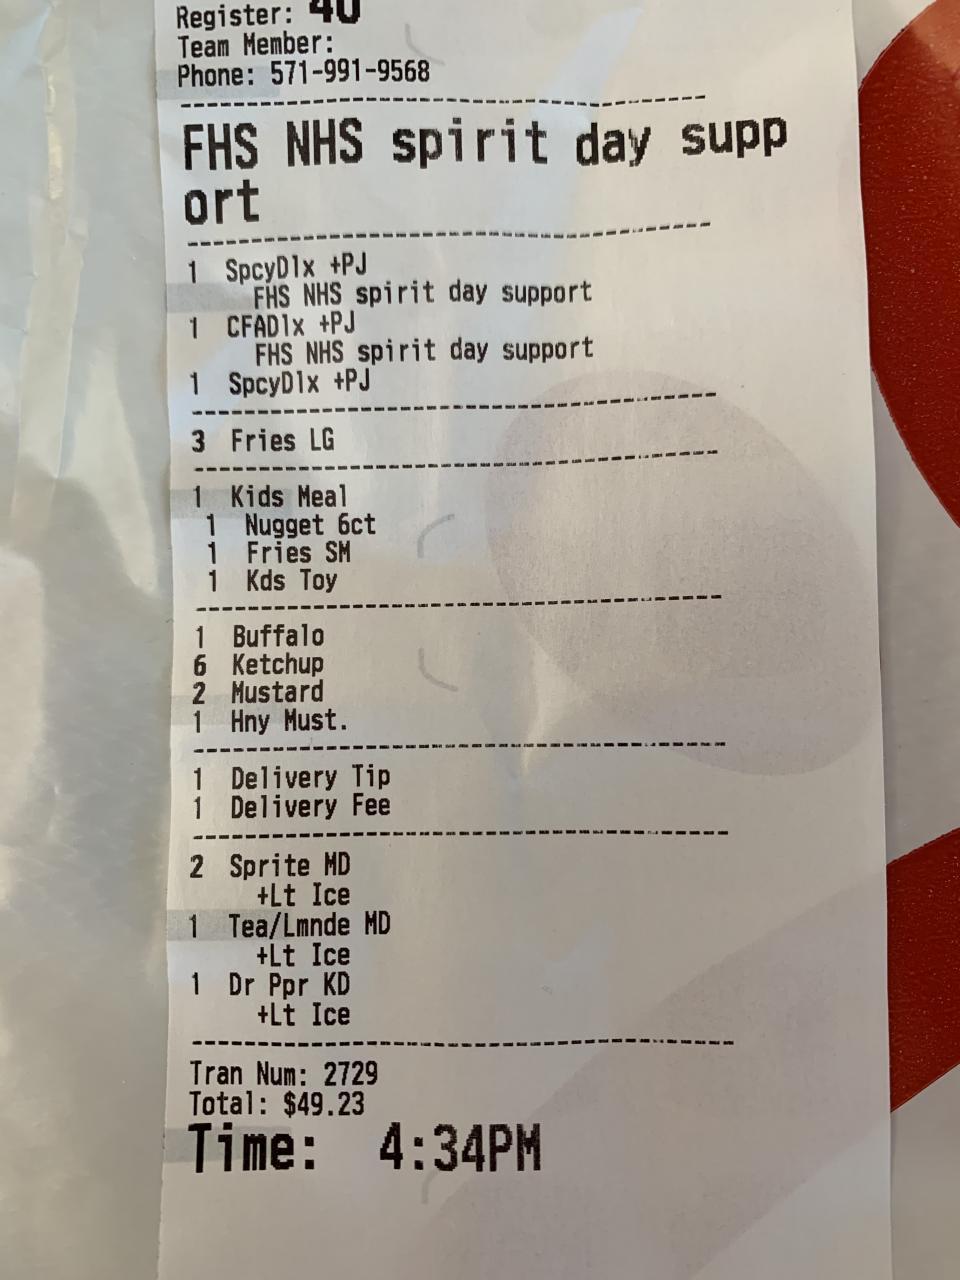 Register: 40
Team Member:
Phone: 571-991-9568
FHS NHS spirit day supp
ort
1 SpcyDlx +PJ
FHS NHS spirit day support
1 CFADlx +PJ
FHS NHS spirit day support
1 SpcyDlx +PJ
3 Fries LG
1 Kids Meal
1 Nugget 6ct
1 Fries SM
1 Kds Toy
1 Buffalo
6 Ketchup
2 Mustard
1 Hny Must.
1 Delivery Tip
1 Delivery Fee
2 Sprite MD
+Lt Ice
1 Tea/Lmnde MD
+Lt Ice
1 Dr Ppr KD
+Lt Ice
Tran Num: 2729
Total: $49.23
Time: 4:34PM